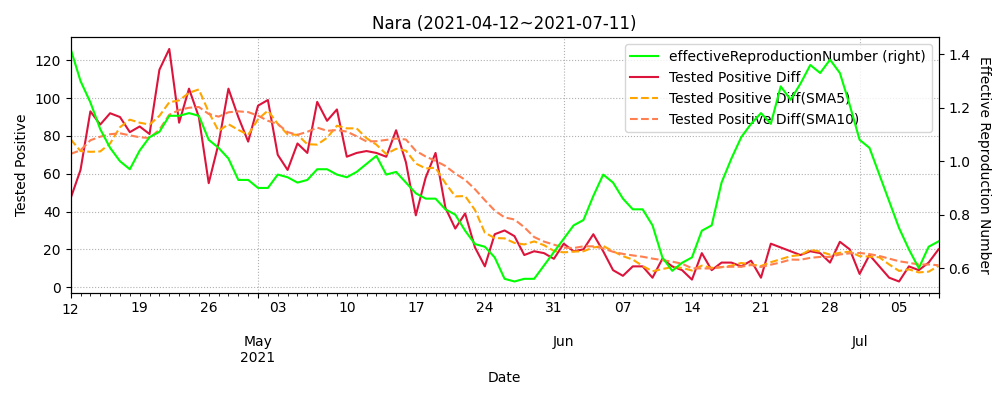 Nara (2021-04-12~2021-07-11)
effectiveReproductionNumber (right)
Tested Positive Diff
Tested Positive Diff(SMA5)
Tested Positive Diff(SMA10)
Tested Positive
120
100
80
60
40
20
0
1.4
1.2
1.0
0.8
0.6
Effective Reproduction Number
12 19 26 03 10 17 24 31 07 14 21 28 05
May Jun Jul
2021
Date